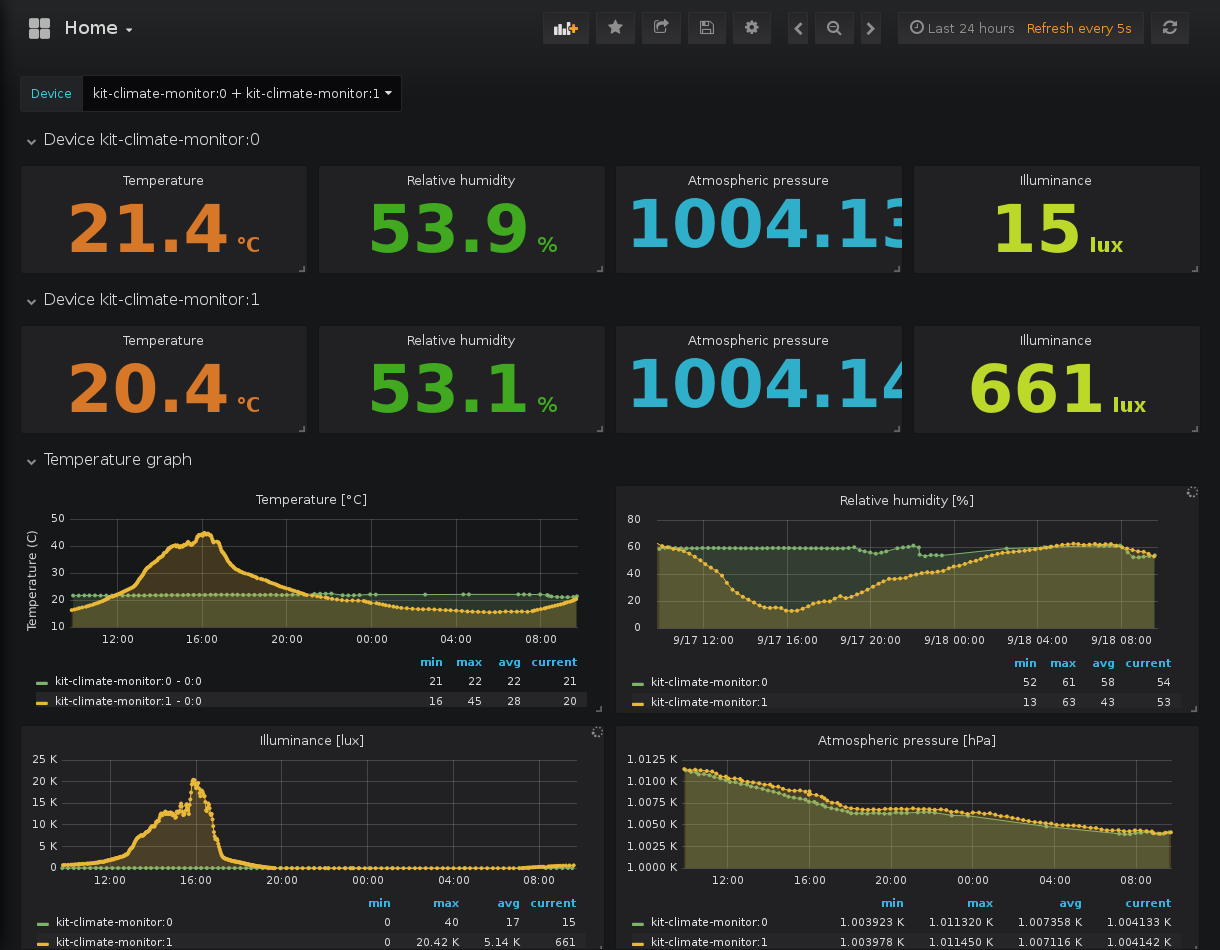 Home
Last 24 hours Refresh every 5s
Device kit-climate-monitor:0 + kit-climate-monitor:1
Device kit-climate-monitor:0
Temperature Relative humidity Atmospheric pressure Illuminance
21.4 °C 53.9 % 1004.13 15 lux
Device kit-climate-monitor:1
Temperature Relative humidity Atmospheric pressure Illuminance
20.4 °C 53.1 % 1004.14 661 lux
Temperature graph
Temperature [°C]
Temperature (C)
50
40
30
20
10
12:00 16:00 20:00 00:00 04:00 08:00
min max avg current
kit-climate-monitor:0 - 0:0 21 22 22 21
kit-climate-monitor:1 - 0:0 16 45 28 20
Relative humidity [%]
80
60
40
20
0
9/17 12:00 9/17 16:00 9/17 20:00 9/18 00:00 9/18 04:00 9/18 08:00
min max avg current
kit-climate-monitor:0 52 61 58 54
kit-climate-monitor:1 13 63 43 53
Illuminance [lux]
25 K
20 K
15 K
10 K
5 K
0
12:00 16:00 20:00 00:00 04:00 08:00
min max avg current
kit-climate-monitor:0 0 40 17 15
kit-climate-monitor:1 0 20.42 K 5.14 K 661
Atmospheric pressure [hPa]
1.0125 K
1.0100 K
1.0075 K
1.0050 K
1.0025 K
1.0000 K
12:00 16:00 20:00 00:00 04:00 08:00
min max avg current
kit-climate-monitor:0 1.003923 K 1.011320 K 1.007358 K 1.004133 K
kit-climate-monitor:1 1.003978 K 1.011450 K 1.007116 K 1.004142 K